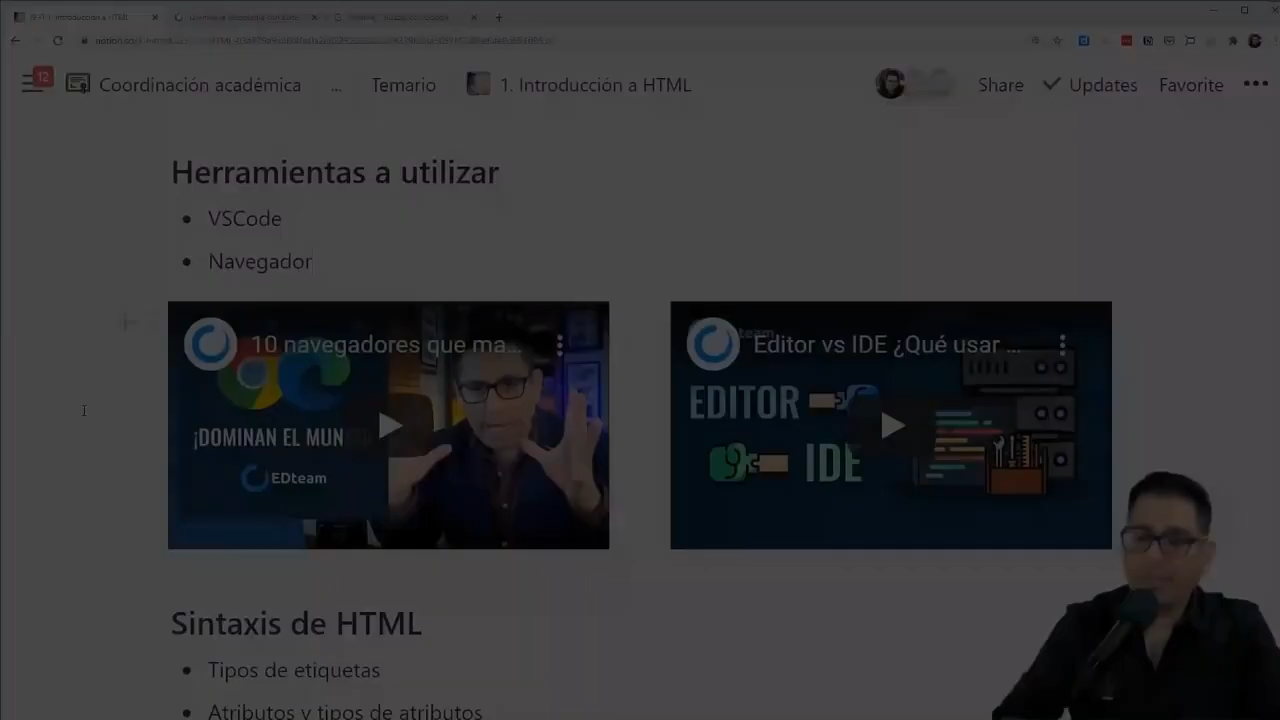 12
Coordinación académica
...
Temario
1. Introducción a HTML
Share
Updates
Favorite
Herramientas a utilizar
VSCode
Navegador
10 navegadores que ma...
¡DOMINAN EL MUN
EDteam
Editor vs IDE ¿Qué usar ...
EDITOR
IDE
Sintaxis de HTML
Tipos de etiquetas
Atributos y tipos de atributos